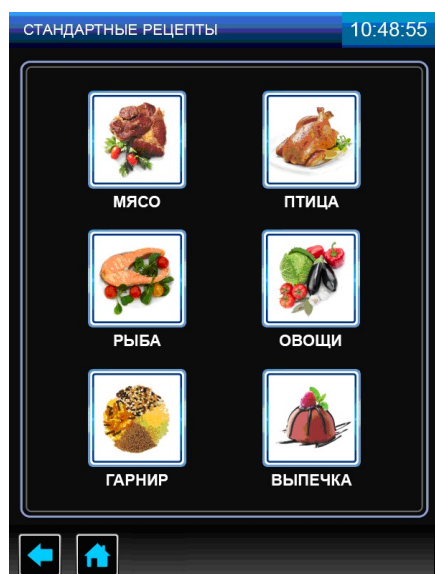 СТАНДАРТНЫЕ РЕЦЕПТЫ 10:48:55
МЯСО ПТИЦА
РЫБА ОВОЩИ
ГАРНИР ВЫПЕЧКА